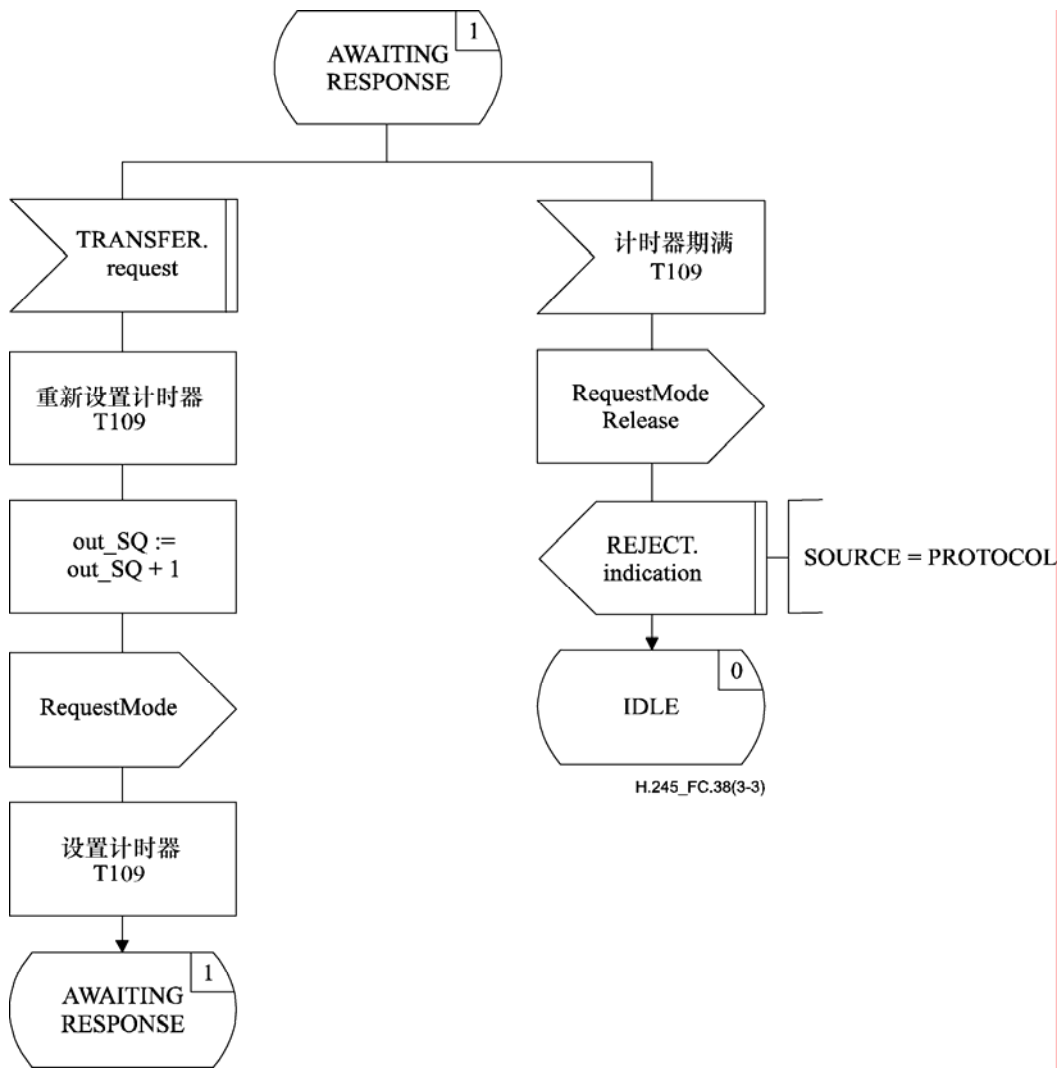 1
AWAITING
RESPONSE
TRANSFER.
request
重新设置计时器
T109
out_SQ :=
out_SQ + 1
RequestMode
设置计时器
T109
1
AWAITING
RESPONSE
计时器期满
T109
RequestMode
Release
REJECT.
indication
SOURCE = PROTOCOL
0
IDLE
H.245_FC.38(3-3)